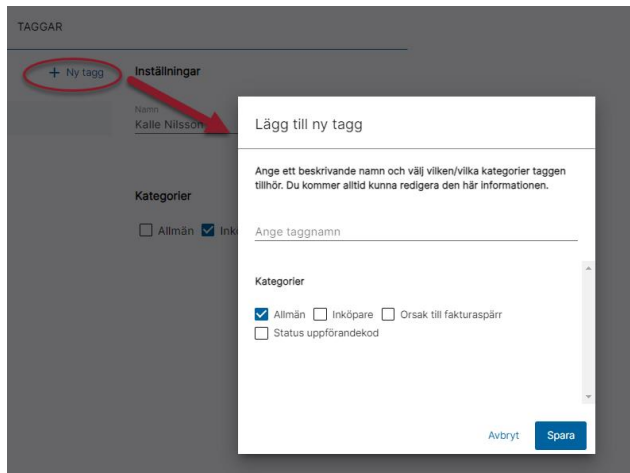 TAGGAR
+ Ny tagg
Inställningar
Namn
Kalle Nilsson
Kategorier
Allmän
Lägg till ny tagg
Ange ett beskrivande namn och välj vilken/vilka kategorier taggen
tillhör. Du kommer alltid kunna redigera den här informationen.
Ange taggnamn
Kategorier
Allmän Inköpare Orsak till fakturaspärr
Status uppförandekod
Avbryt Spara